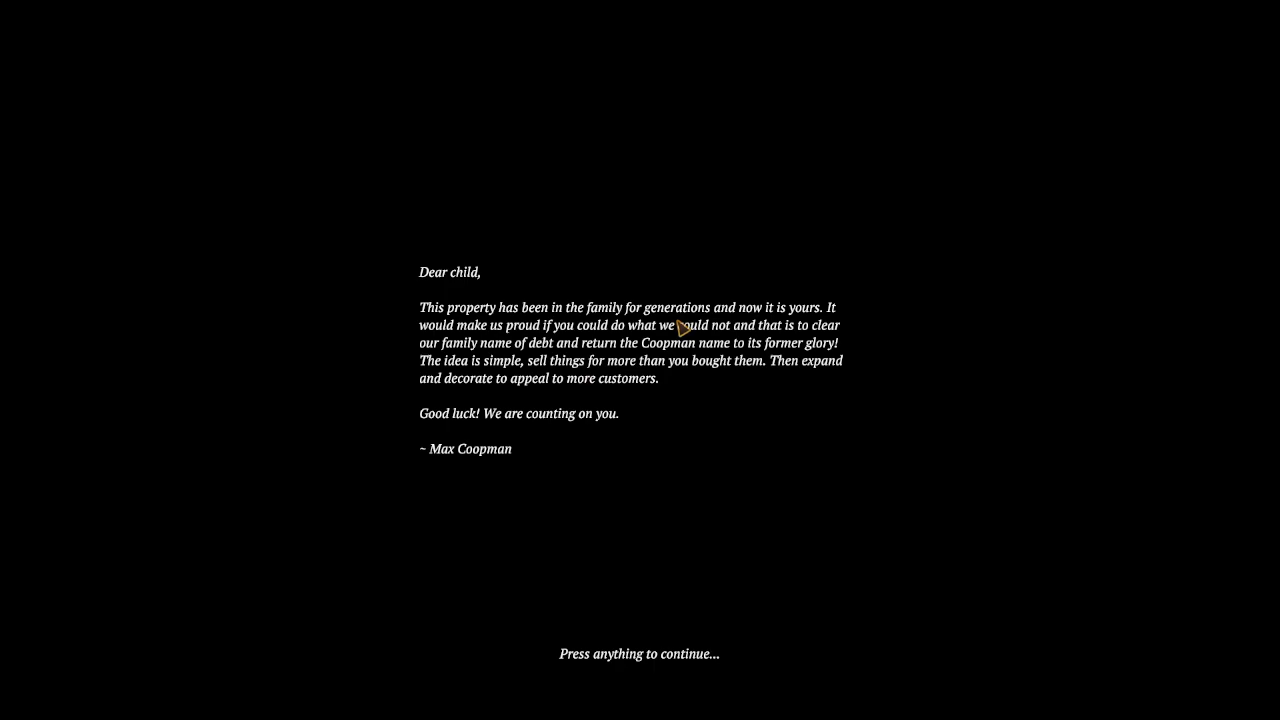 Dear child,
This property has been in the family for generations and now it is yours. It
would make us proud if you could do what we could not and that is to clear
our family name of debt and return the Coopman name to its former glory!
The idea is simple, sell things for more than you bought them. Then expand
and decorate to appeal to more customers.
Good luck! We are counting on you.
~ Max Coopman
Press anything to continue...